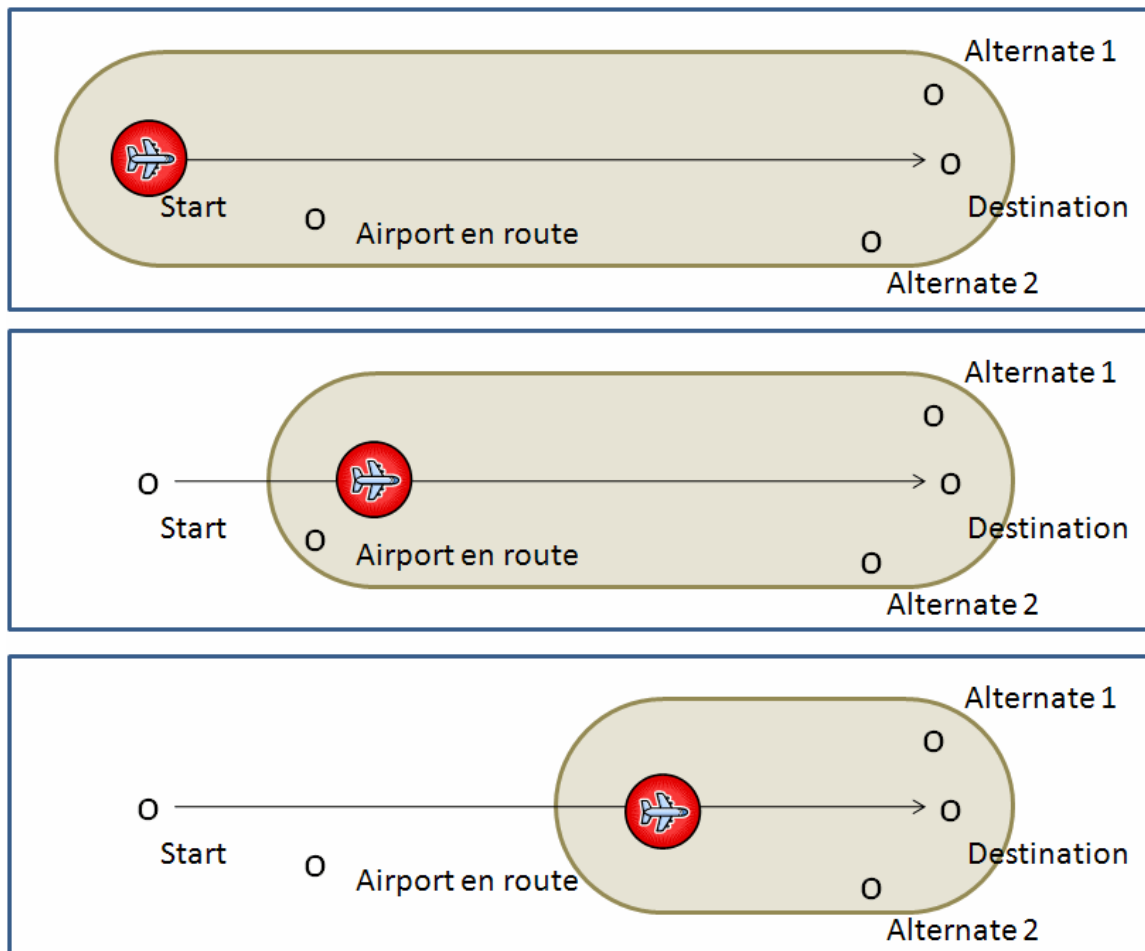 Alternate 1
Start
Destination
Airport en route
Alternate 2
Alternate 1
Start
Destination
Airport en route
Alternate 2
Alternate 1
Start
Destination
Airport en route
Alternate 2